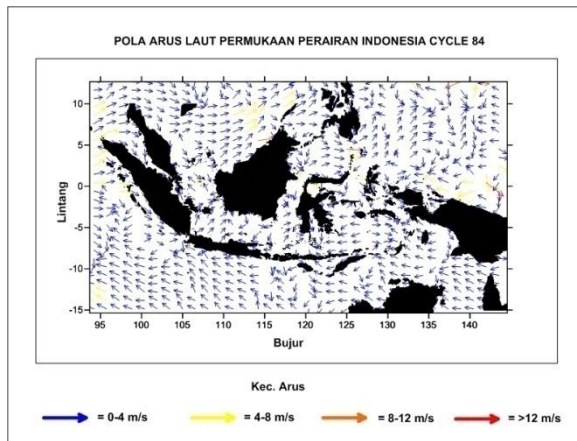 POLA ARUS LAUT PERMUKAAN PERAIRAN INDONESIA CYCLE 84
10
5
0
-5
-10
-15
Lintang
95 100 105 110 115 120 125 130 135 140
Bujur
Kec. Arus
= 0-4 m/s = 4-8 m/s = 8-12 m/s = >12 m/s